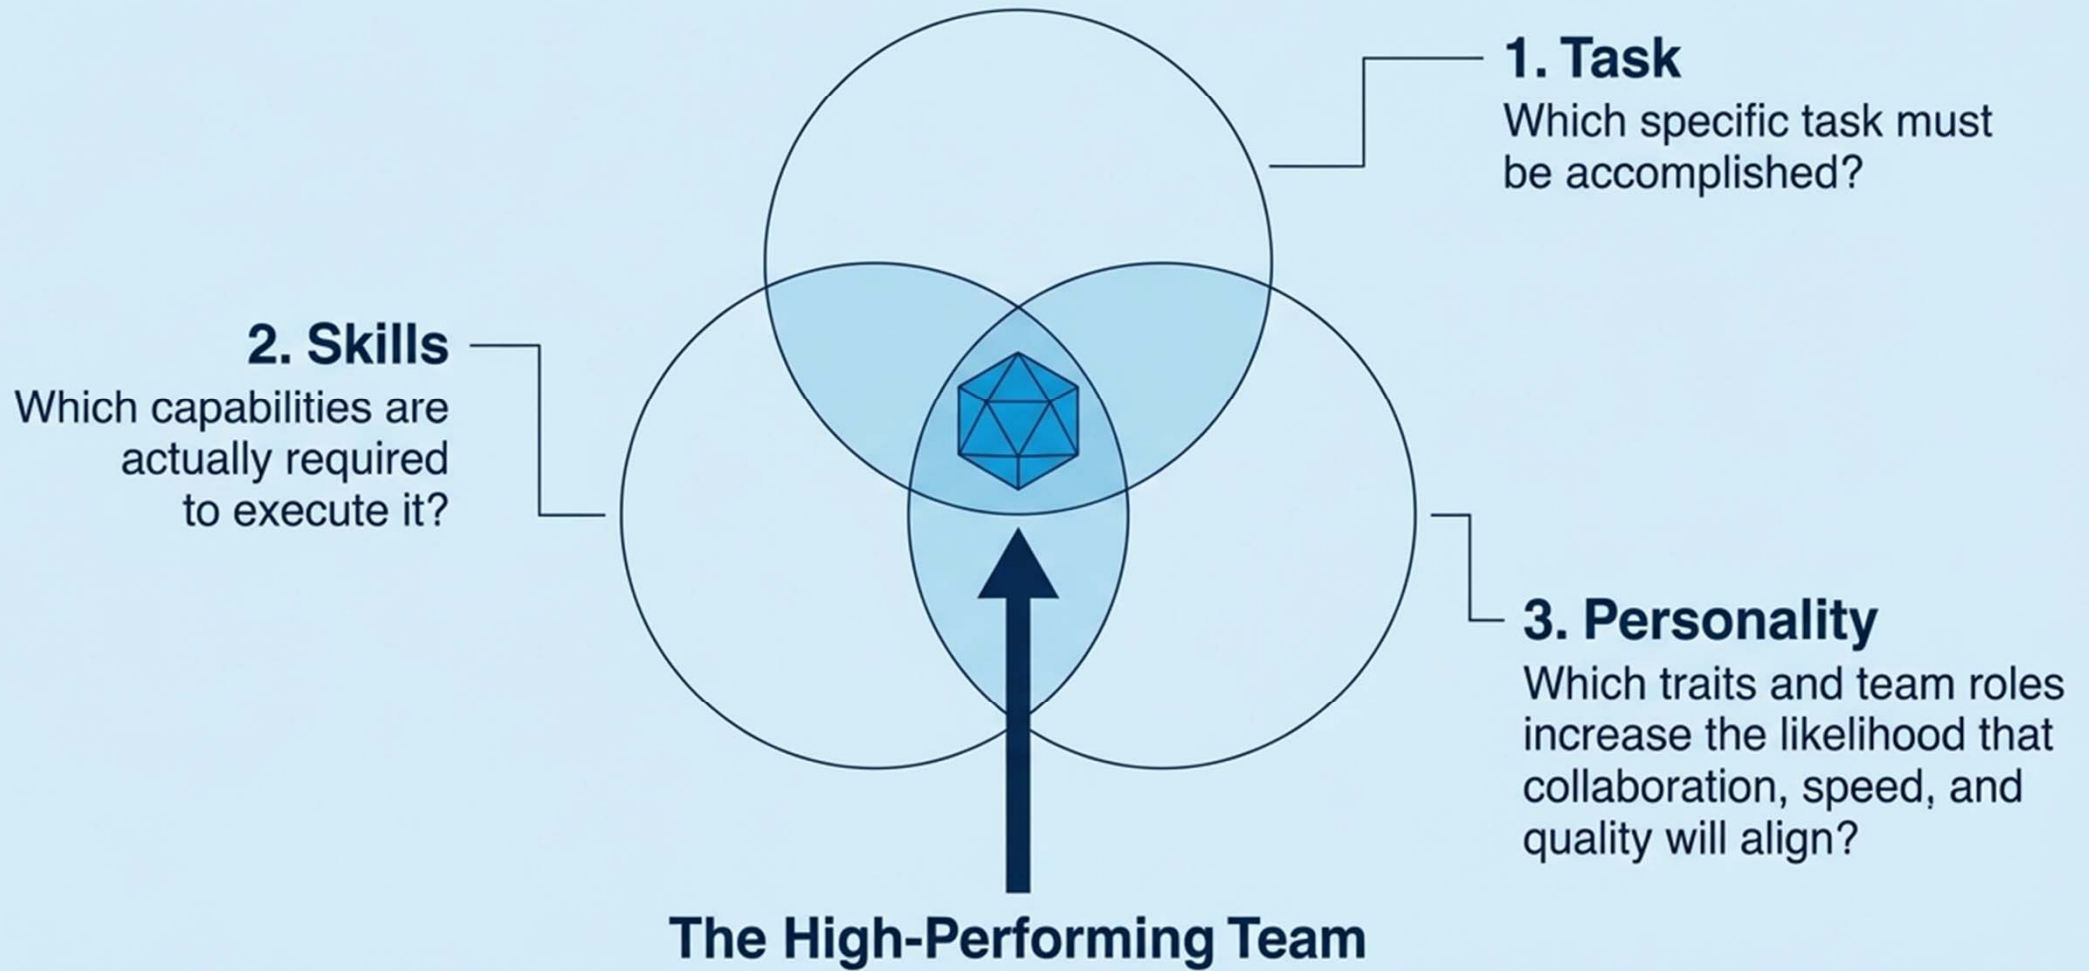 1. Task
Which specific task must
be accomplished?
2. Skills
Which capabilities are
actually required
to execute it?
3. Personality
Which traits and team roles
increase the likelihood that
collaboration, speed, and
quality will align?
The High-Performing Team